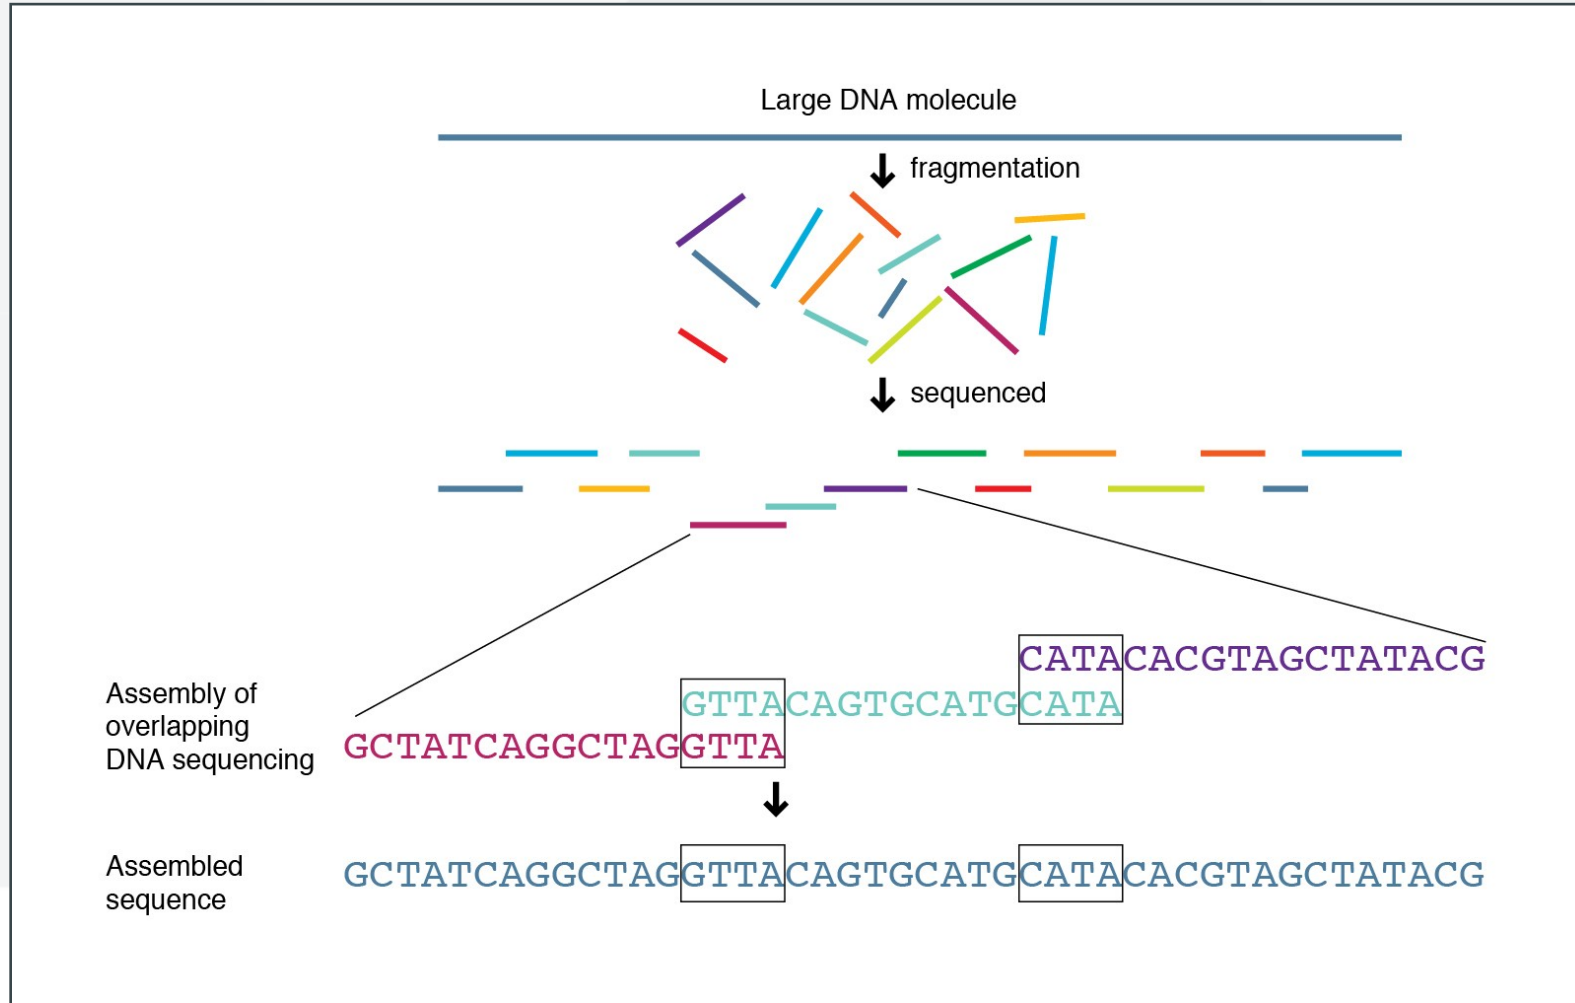 Large DNA molecule
fragmentation
sequenced
CATACACGTAGCTATACG
GTTACAGTGCATGCATA
GCTATCAGGCTAGGTTA
Assembly of
overlapping
DNA sequencing
GCTATCAGGCTAGGTTACAGTGCATGCATACACGTAGCTATACG
Assembled
sequence